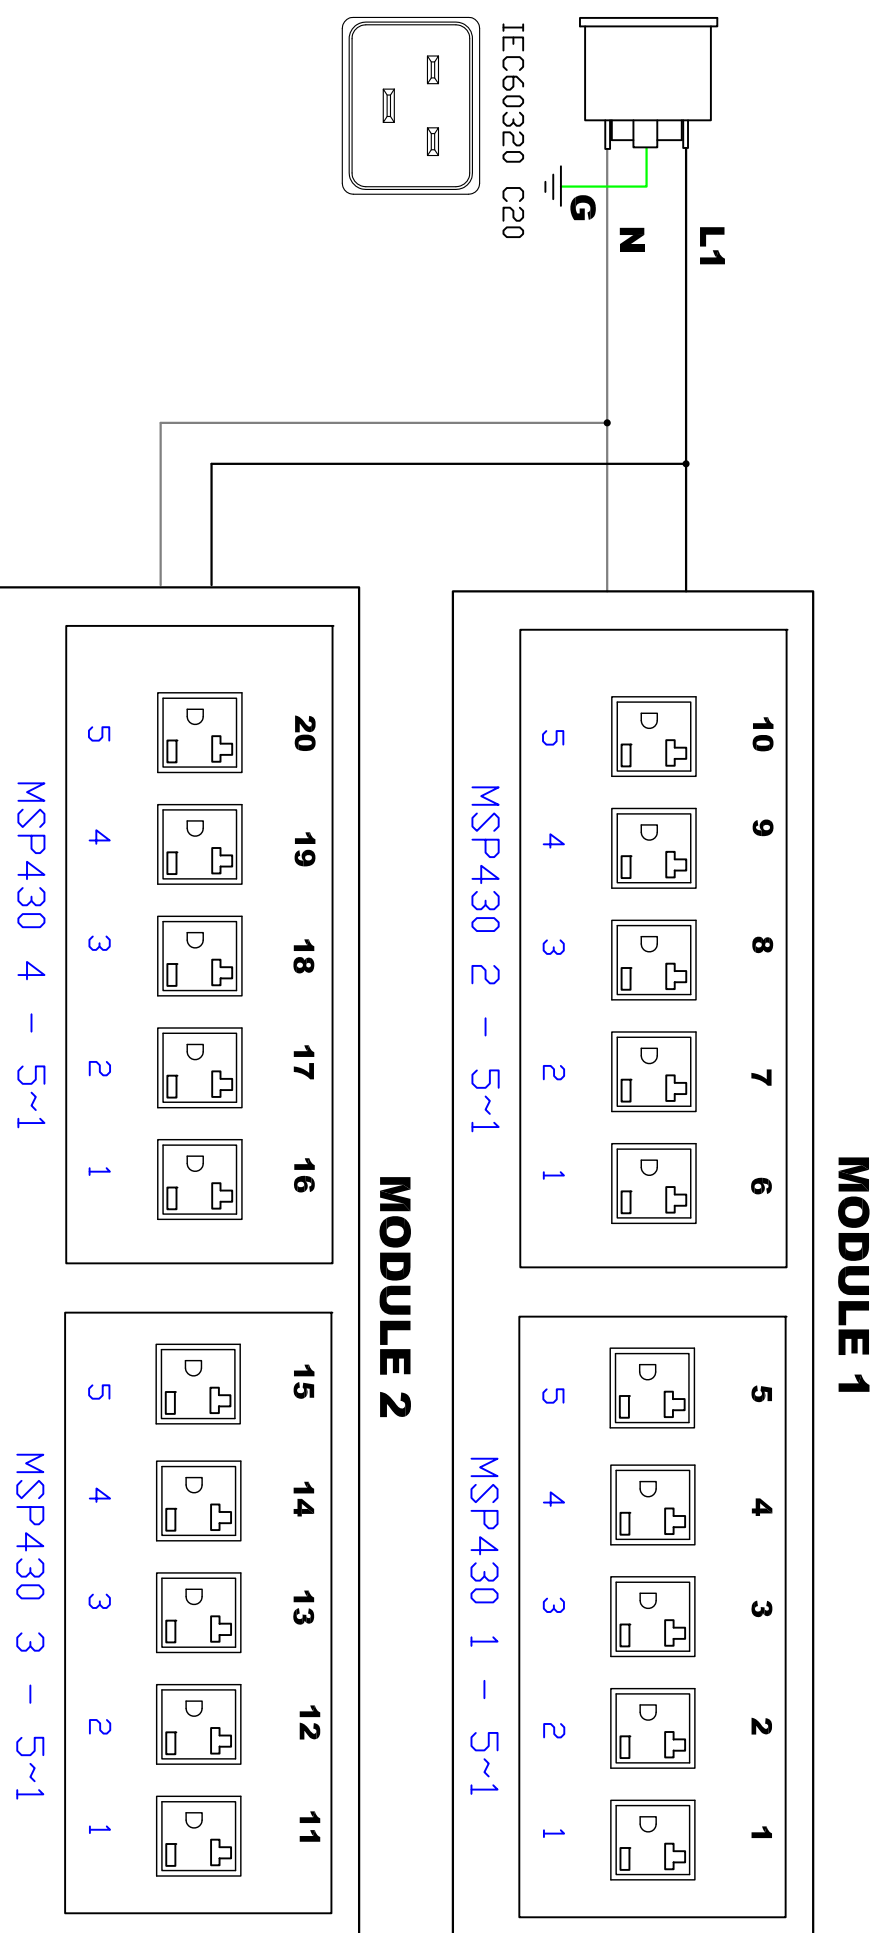 IEC60320 C20
G
N
L1
MODULE 1
10 9 8 7 6
5 4 3 2 1
MSP430 2 - 5~1
5 4 3 2 1
5 4 3 2 1
MSP430 1 - 5~1
MODULE 2
20 19 18 17 16
5 4 3 2 1
MSP430 4 - 5~1
15 14 13 12 11
5 4 3 2 1
MSP430 3 - 5~1